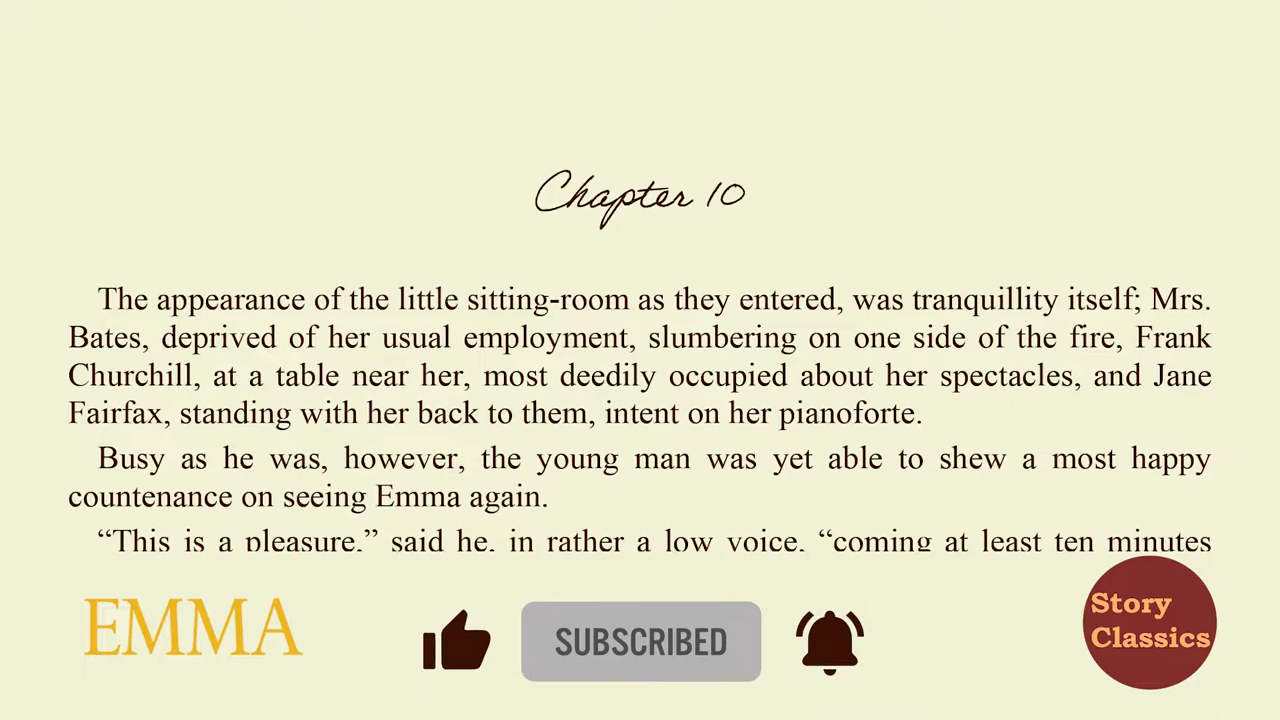 Chapter 10
The appearance of the little sitting-room as they entered, was tranquillity itself; Mrs.
Bates, deprived of her usual employment, slumbering on one side of the fire, Frank
Churchill, at a table near her, most deedily occupied about her spectacles, and Jane
Fairfax, standing with her back to them, intent on her pianoforte.
Busy as he was, however, the young man was yet able to shew a most happy
countenance on seeing Emma again.
“This is a pleasure,” said he, in rather a low voice, “coming at least ten minutes
EMMA
SUBSCRIBED
Story
Classics